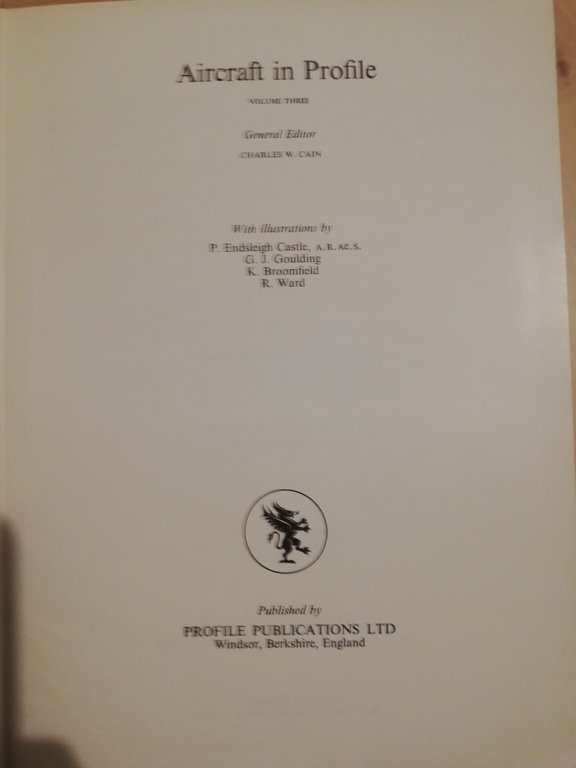 Aircraft in Profile
VOLUME THREE
General Editor
CHARLES W. CAIN
With illustrations by
P. Endsleigh Castle, A.R.AE.S.
G. J. Goulding
K. Broomfield
R. Ward
Published by
PROFILE PUBLICATIONS LTD
Windsor, Berkshire, England